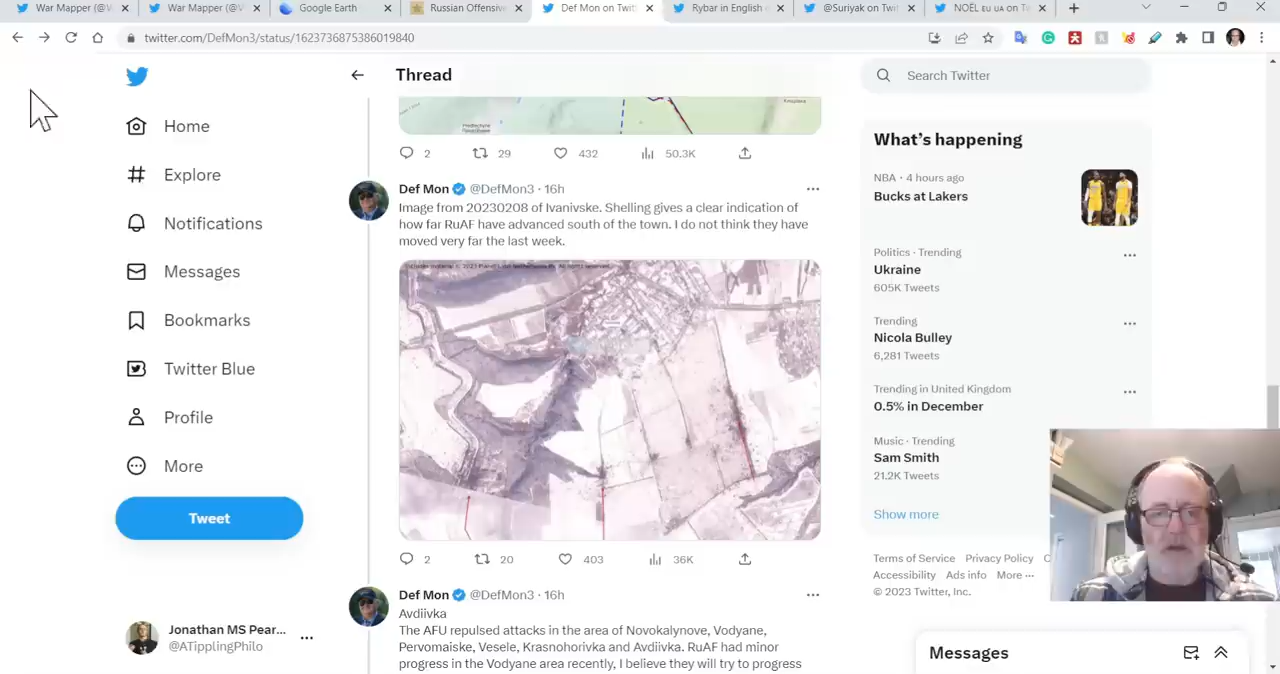 War Mapper (@V
War Mapper (@V
Google Earth
Russian Offensive
Def Mon on Twit
Rybar in English
@Suriyak on Twit
NOËL EU UA on T
twitter.com/DefMon3/status/1623736875386019840
Thread
Search Twitter
Home
Explore
Notifications
Messages
Bookmarks
Twitter Blue
Profile
More
Tweet
Jonathan MS Pear...
@ATipplingPhilo
2
29
432
50.3K
Def Mon @DefMon3 · 16h
Image from 20230208 of Ivanivske. Shelling gives a clear indication of
how far RuAF have advanced south of the town. I do not think they have
moved very far the last week.
2
20
403
36K
Def Mon @DefMon3 · 16h
Avdiivka
The AFU repulsed attacks in the area of Novokalynove, Vodyane,
Pervomaiske, Vesele, Krasnohorivka and Avdiivka. RuAF had minor
progress in the Vodyane area recently, I believe they will try to progress
What's happening
NBA · 4 hours ago
Bucks at Lakers
Politics · Trending
Ukraine
605K Tweets
Trending
Nicola Bulley
6,281 Tweets
Trending in United Kingdom
0.5% in December
Music · Trending
Sam Smith
21.2K Tweets
Show more
Terms of Service Privacy Policy C
Accessibility Ads info More ...
© 2023 Twitter, Inc.
Messages